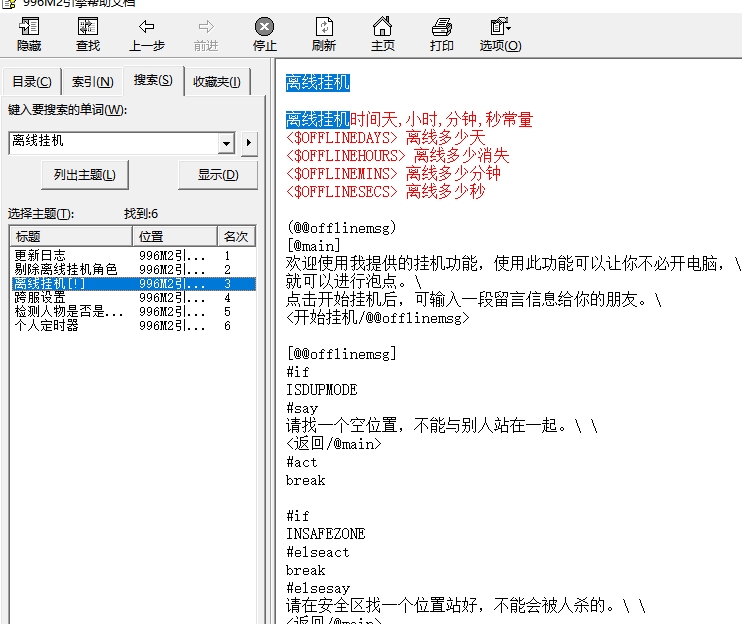 996M2引擎帮助文档
隐藏 查找 上一步 前进 停止 刷新 主页 打印 选项(O)
目录(C) 索引(N) 搜索(S) 收藏夹(I)
键入要搜索的单词(W):
离线挂机
列出主题(L) 显示(D)
选择主题(T): 找到:6
标题 位置 名次
更新日志 996M2引... 1
剔除离线挂机角色 996M2引... 2
离线挂机[!] 996M2引... 3
跨服设置 996M2引... 4
检测人物是否是... 996M2引... 5
个人定时器 996M2引... 6
离线挂机
离线挂机时间天,小时,分钟,秒常量
<$OFFLINEDAYS> 离线多少天
<$OFFLINEHOURS> 离线多少消失
<$OFFLINEMINS> 离线多少分钟
<$OFFLINESECS> 离线多少秒
(@@offlinemsg)
[@main]
欢迎使用我提供的挂机功能，使用此功能可以让你不必开电脑，\
就可以进行泡点。\
点击开始挂机后，可输入一段留言信息给你的朋友。\
<开始挂机/@@offlinemsg>
[@@offlinemsg]
#if
ISDUPMODE
#say
请找一个空位置，不能与别人站在一起。\ \
<返回/@main>
#act
break
#if
INSAFEZONE
#elseact
break
#elsesay
请在安全区找一个位置站好，不能会被人杀的。\ \
<返回/@main>